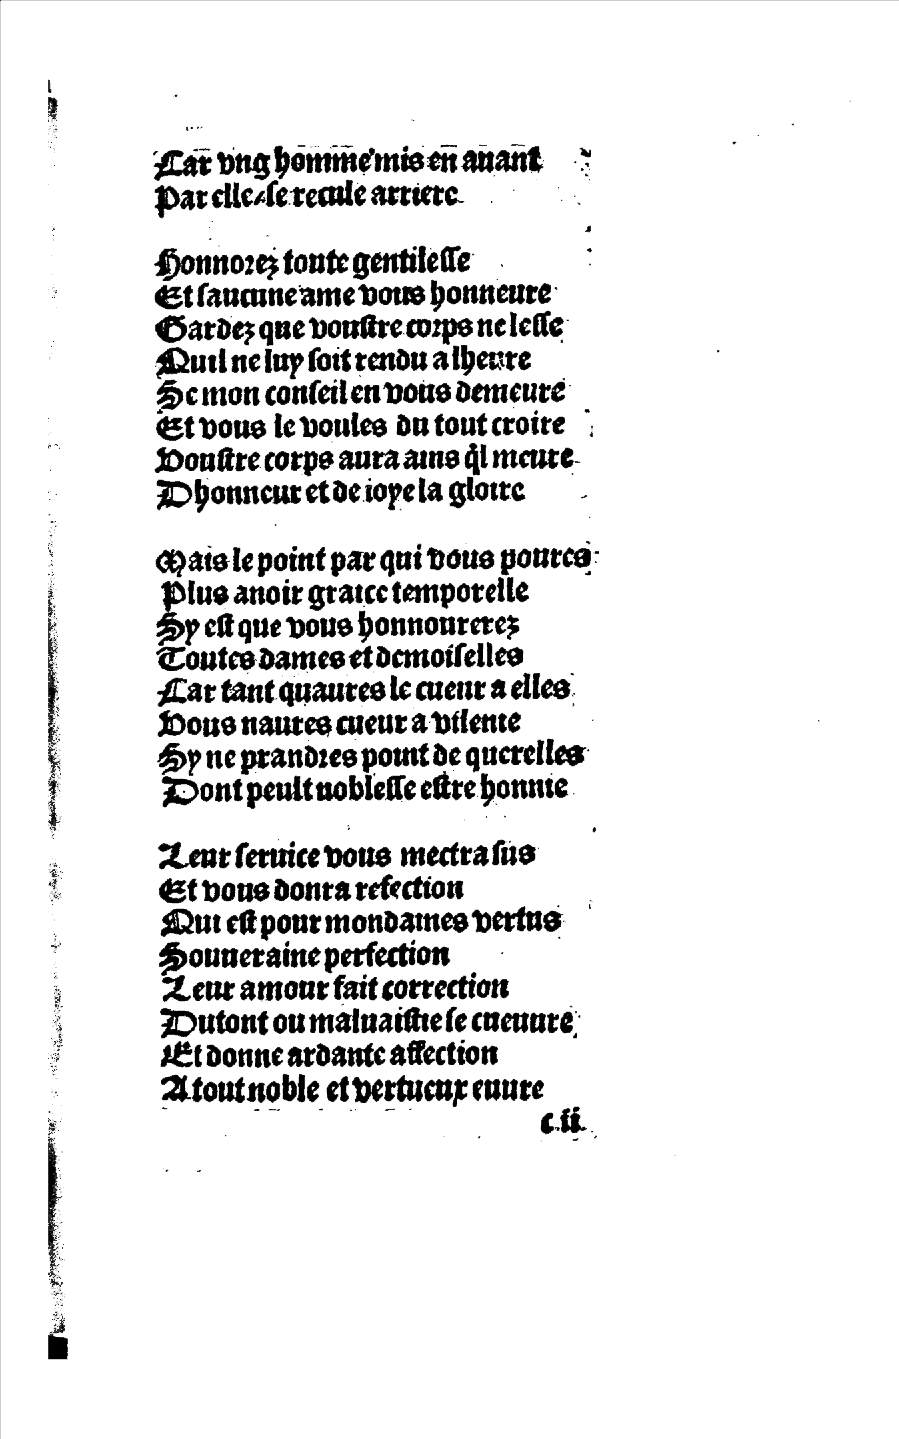 Car vng homme mis en auant
Par elle/se recule arriere
Honnorez toute gentilesse
Et saucune ame vous honneure
Gardez que voustre corps ne lesse
Quil ne luy soit rendu a lheure
Se mon conseil en vous demeure
Et vous le voules du tout croire
Voustre corps aura ains ql̄ meure
Dhonneur et de ioye la gloire
Mais le point par qui vous poures
Plus anoir grace temporelle
Sy est que vous honnourerez
Toutes dames et demoiselles
Car tant quaures le cueur a elles
Vous naures cueur a vilenie
Sy ne prandres point de querelles
Dont peult noblesse estre honnie
Leur seruice vous mectra sus
Et vous donra refection
Qui est pour mondames vertus
Souueraine perfection
Leur amour fait correction
Dutout ou maluaistie se cueuure
Et donne ardante affection
A tout noble et vertueux euure
c.ii.